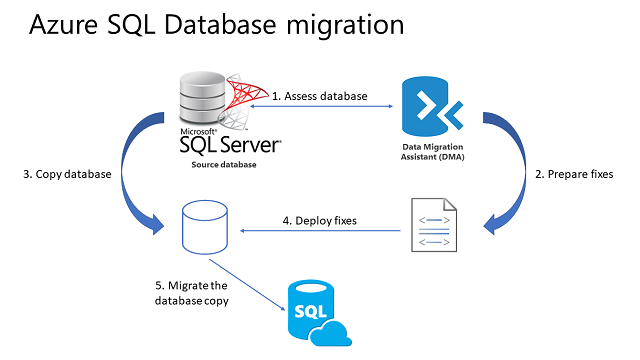 Azure SQL Database migration
1. Assess database
Microsoft®
SQL Server®
Source database
Data Migration
Assistant (DMA)
3. Copy database
2. Prepare fixes
4. Deploy fixes
<--->
<--->
5. Migrate the
database copy
SQL